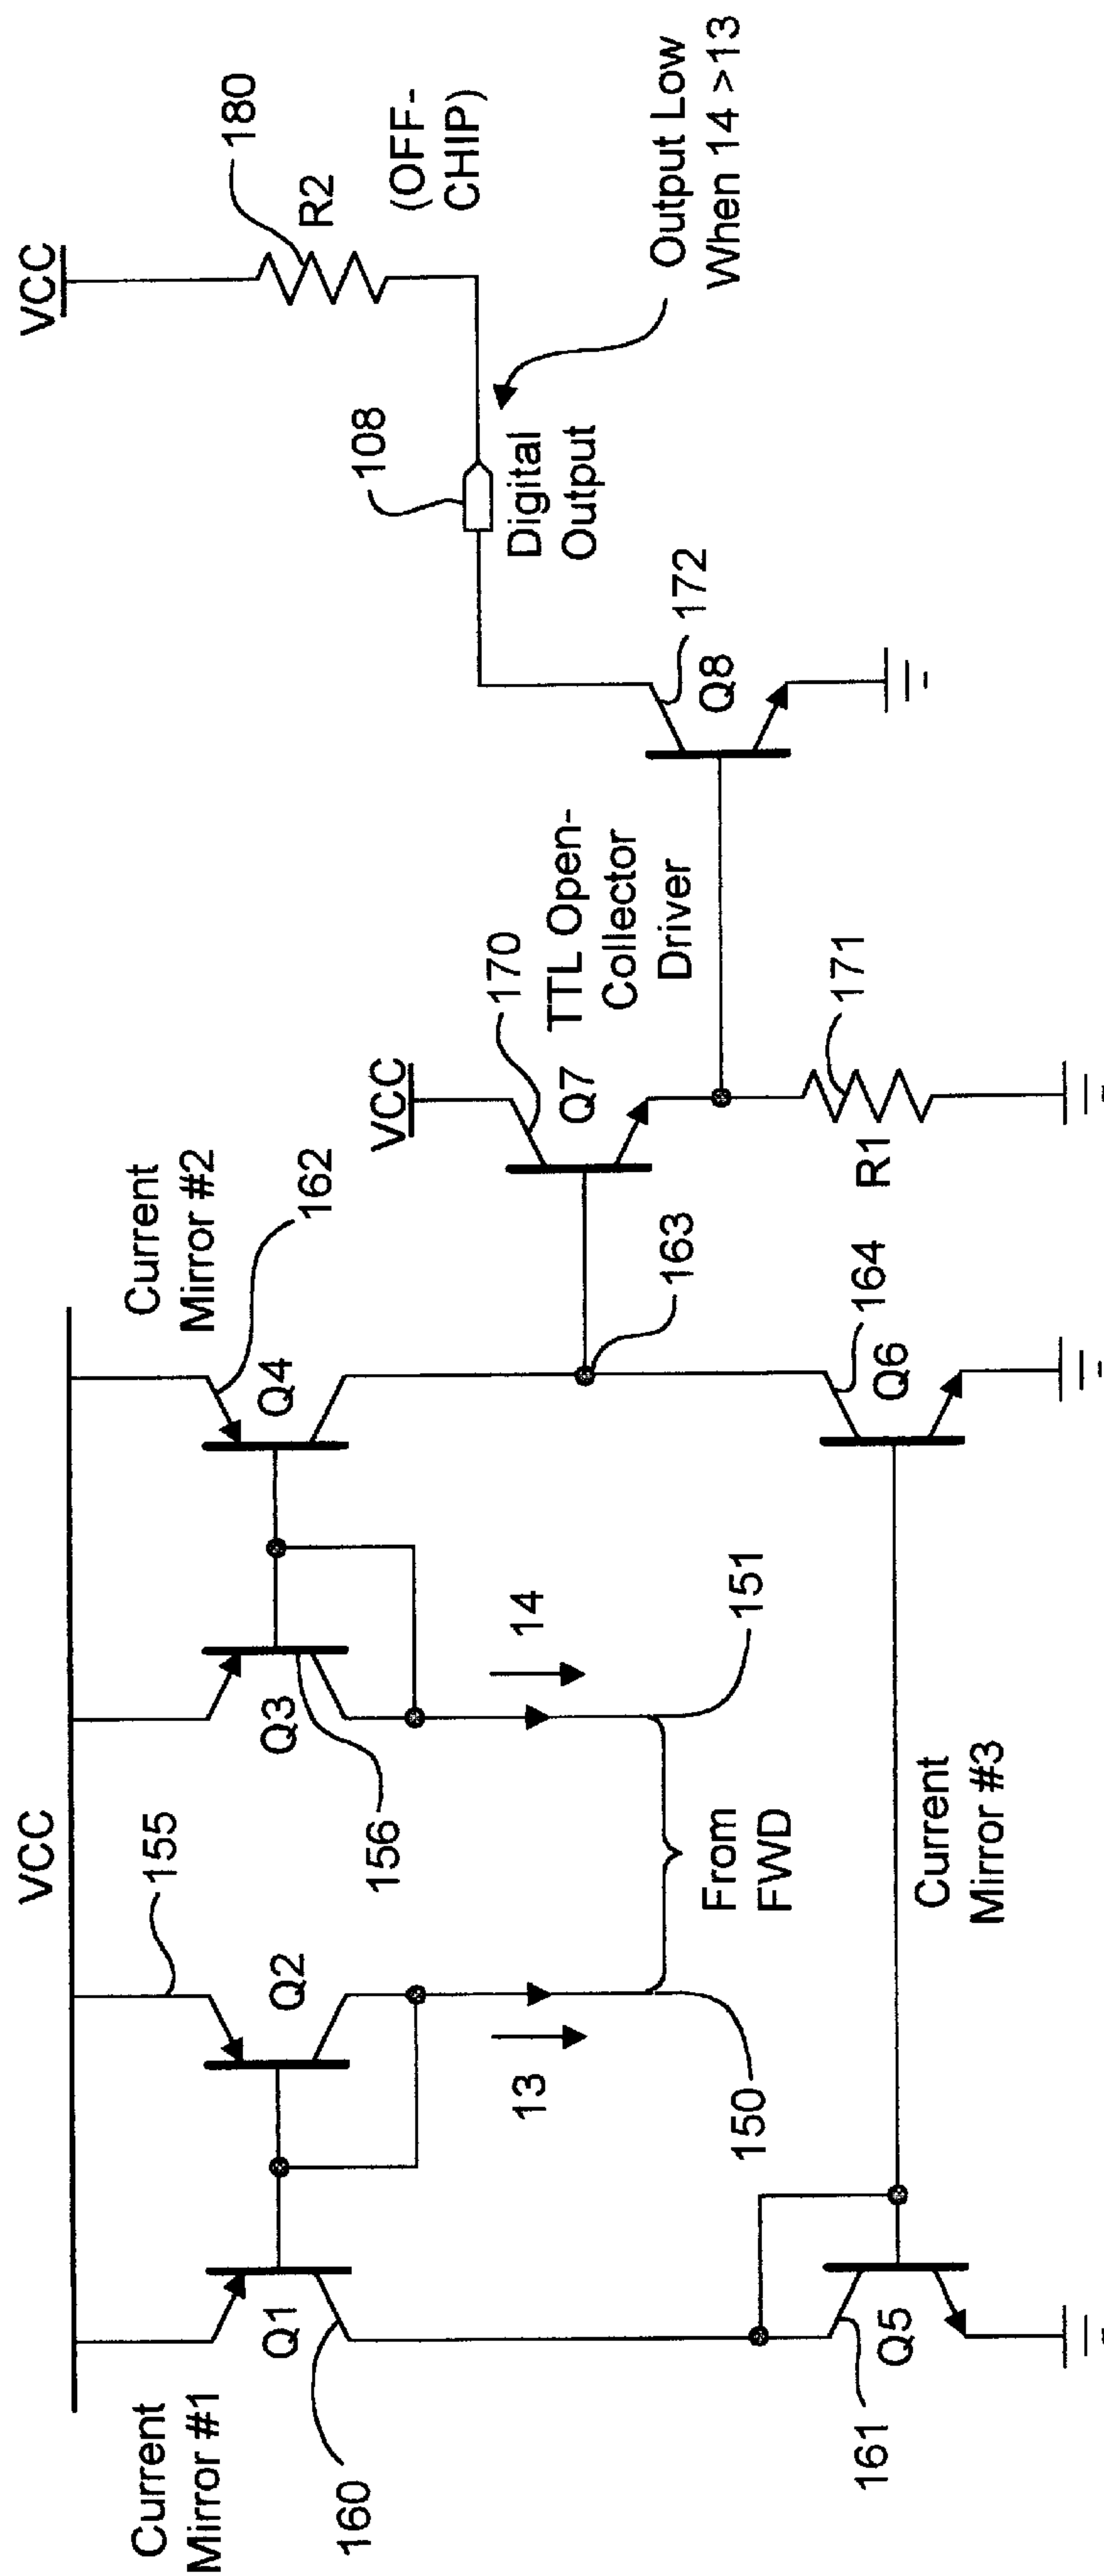 VCC
Current
Mirror #1
Q1
160
155
Q2
13
150
Q3
156
14
151
From
FWD
Current
Mirror #2
162
Q4
163
164
Q6
Current
Mirror #3
161
Q5
VCC
170
Q7
TTL Open-
Collector
Driver
171
R1
172
Q8
108
Digital
Output
VCC
180
R2
(OFF-
CHIP)
Output Low
When 14 >13